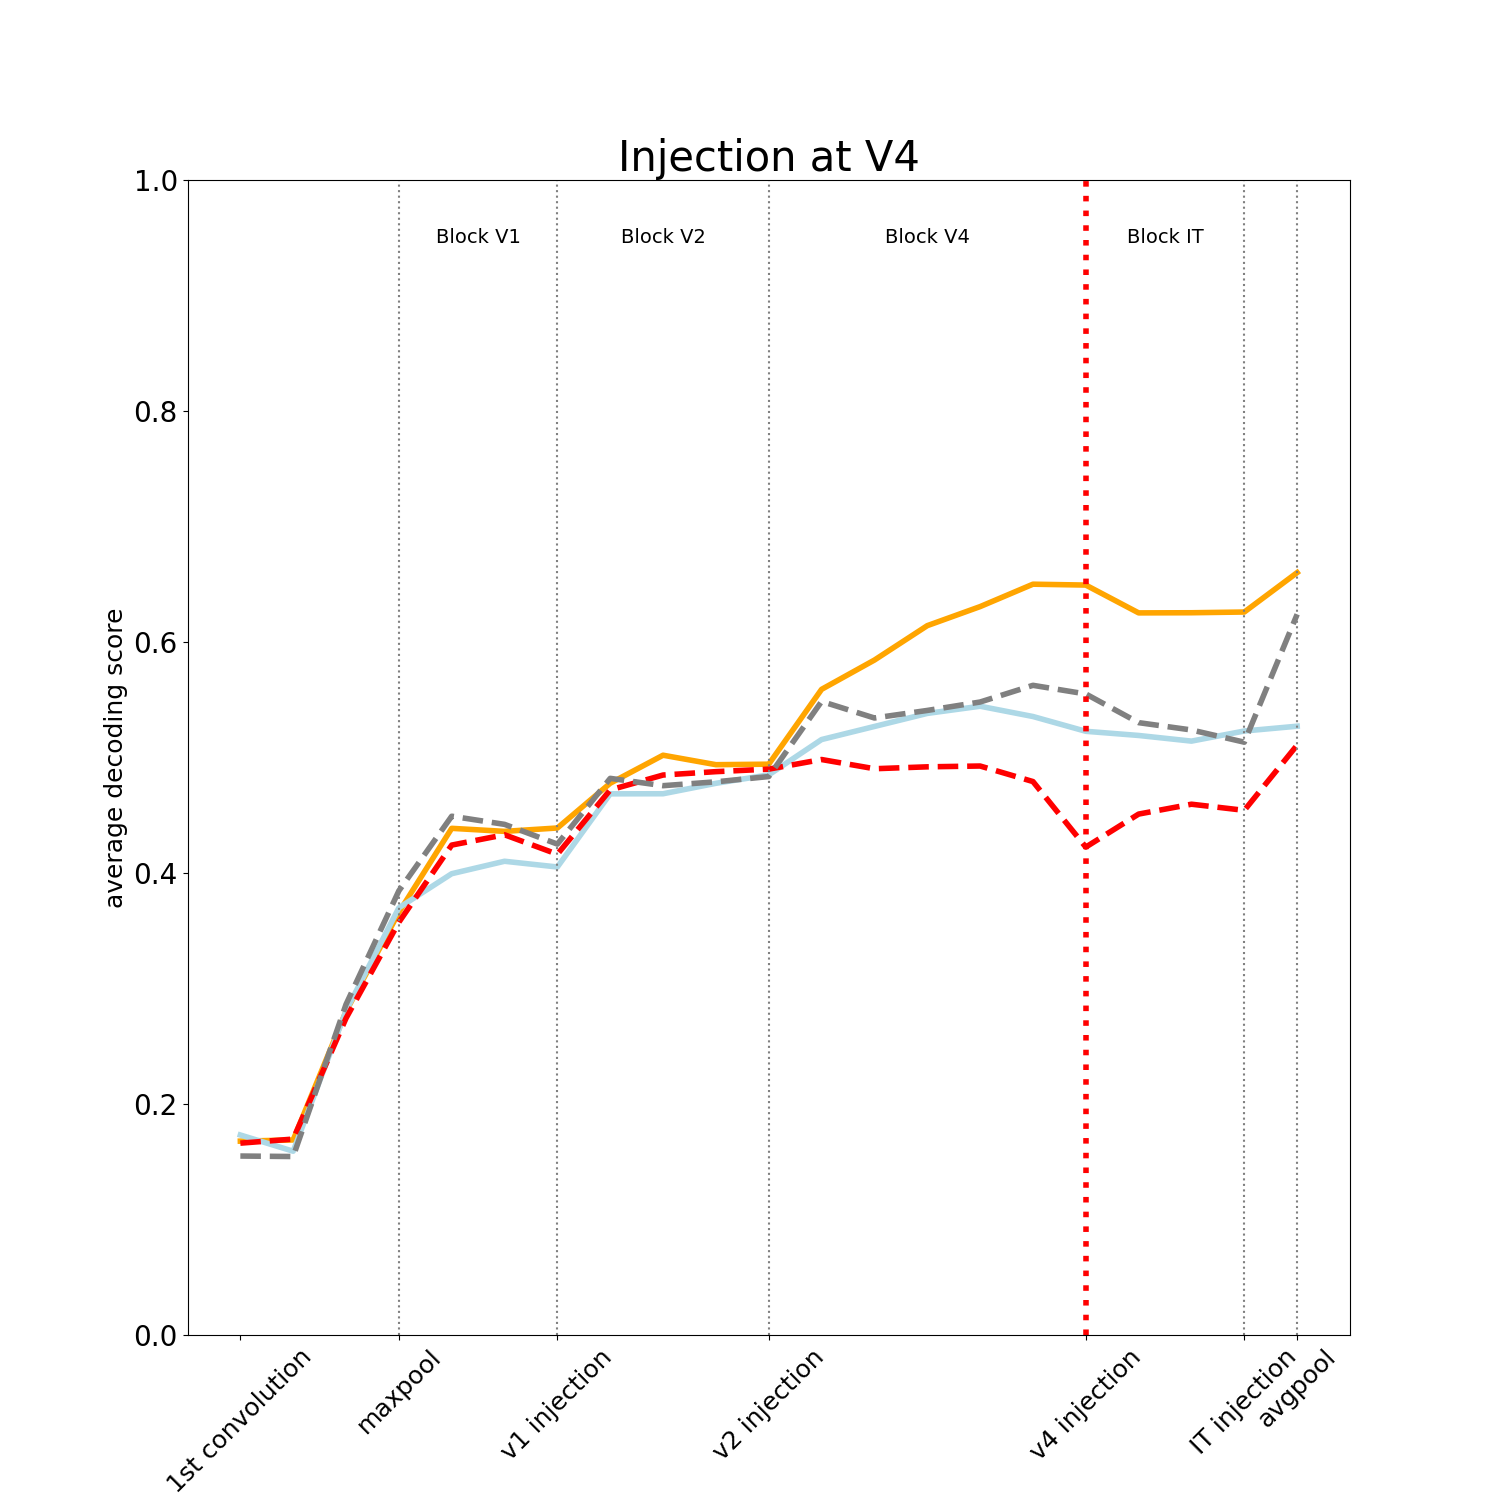 Injection at V4
1.0
0.8
0.6
0.4
0.2
0.0
average decoding score
Block V1
Block V2
Block V4
Block IT
1st convolution
maxpool
v1 injection
v2 injection
v4 injection
IT injection
avgpool